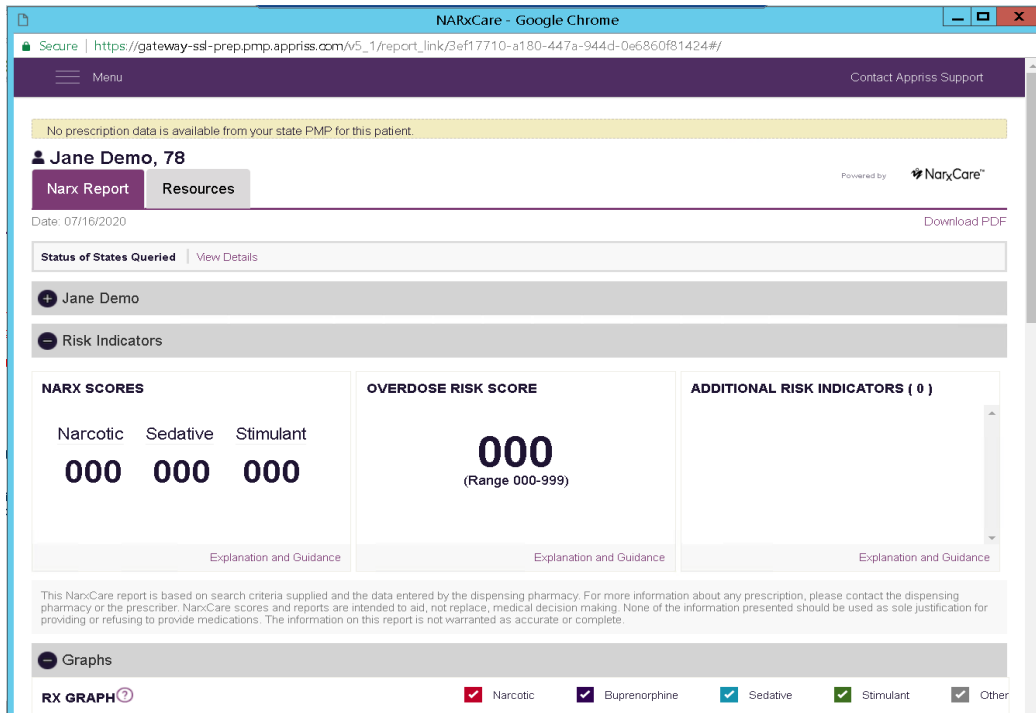 NARxCare - Google Chrome
Secure | https://gateway-ssl-prep.pmp.appriss.com/v5_1/report_link/3ef17710-a180-447a-944d-0e6860f81424#/
Menu
Contact Appriss Support
No prescription data is available from your state PMP for this patient.
Jane Demo, 78
Narx Report
Resources
Powered by
NarxCare™
Date: 07/16/2020
Download PDF
Status of States Queried
View Details
Jane Demo
Risk Indicators
NARX SCORES
OVERDOSE RISK SCORE
ADDITIONAL RISK INDICATORS ( 0 )
Narcotic Sedative Stimulant
000 000 000
000
(Range 000-999)
Explanation and Guidance
Explanation and Guidance
Explanation and Guidance
This NarxCare report is based on search criteria supplied and the data entered by the dispensing pharmacy. For more information about any prescription, please contact the dispensing
pharmacy or the prescriber. NarxCare scores and reports are intended to aid, not replace, medical decision making. None of the information presented should be used as sole justification for
providing or refusing to provide medications. The information on this report is not warranted as accurate or complete.
Graphs
RX GRAPH ?
Narcotic
Buprenorphine
Sedative
Stimulant
Other